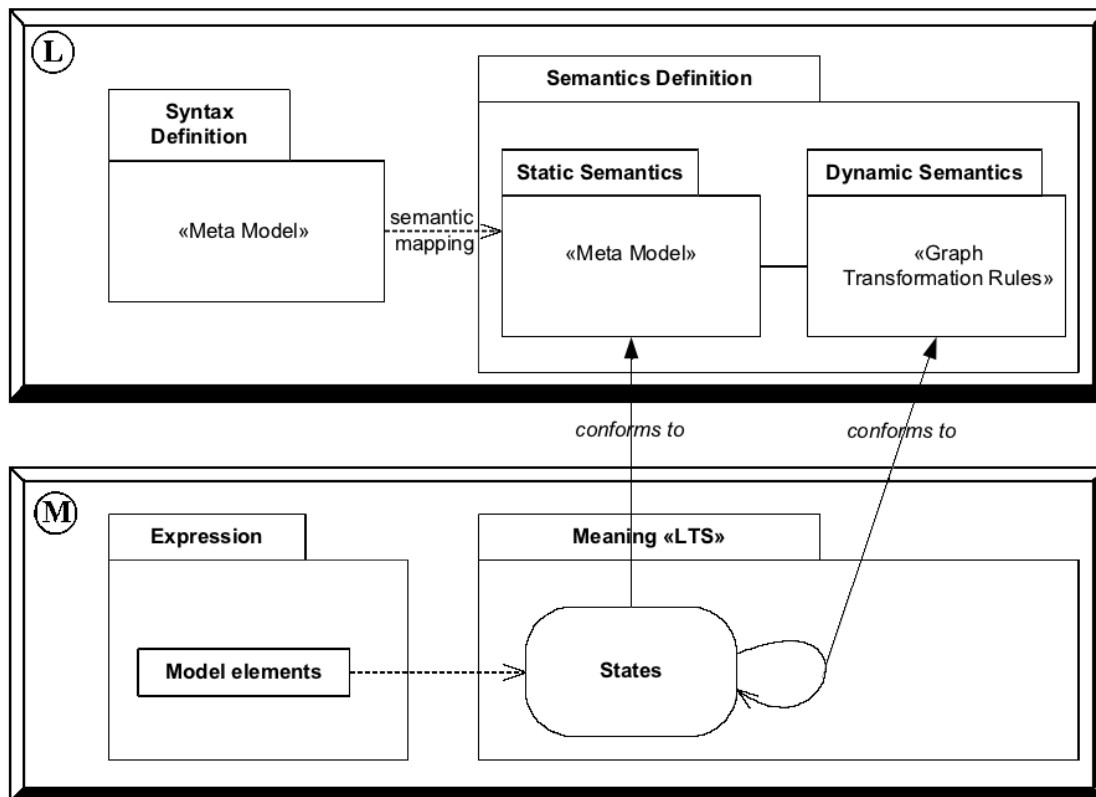 L
Semantics Definition
Syntax
Definition
Static Semantics
Dynamic Semantics
«Meta Model»
semantic
mapping
«Meta Model»
«Graph
Transformation Rules»
conforms to
conforms to
M
Expression
Meaning «LTS»
Model elements
States